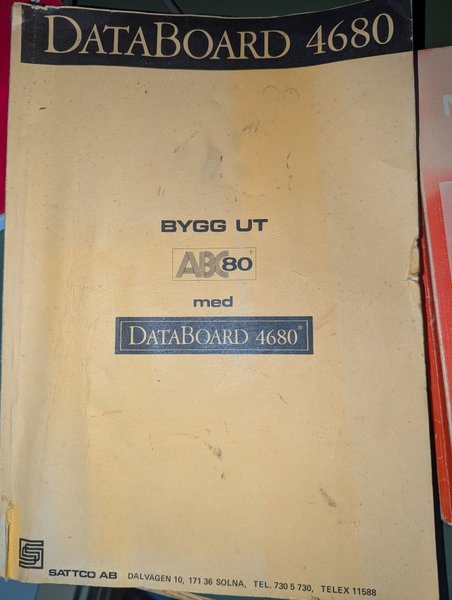 DATABOARD 4680
BYGG UT
ABC80
med
DATABOARD 4680®
SATTCO AB DALVÄGEN 10, 171 36 SOLNA, TEL. 730 5 730, TELEX 11588